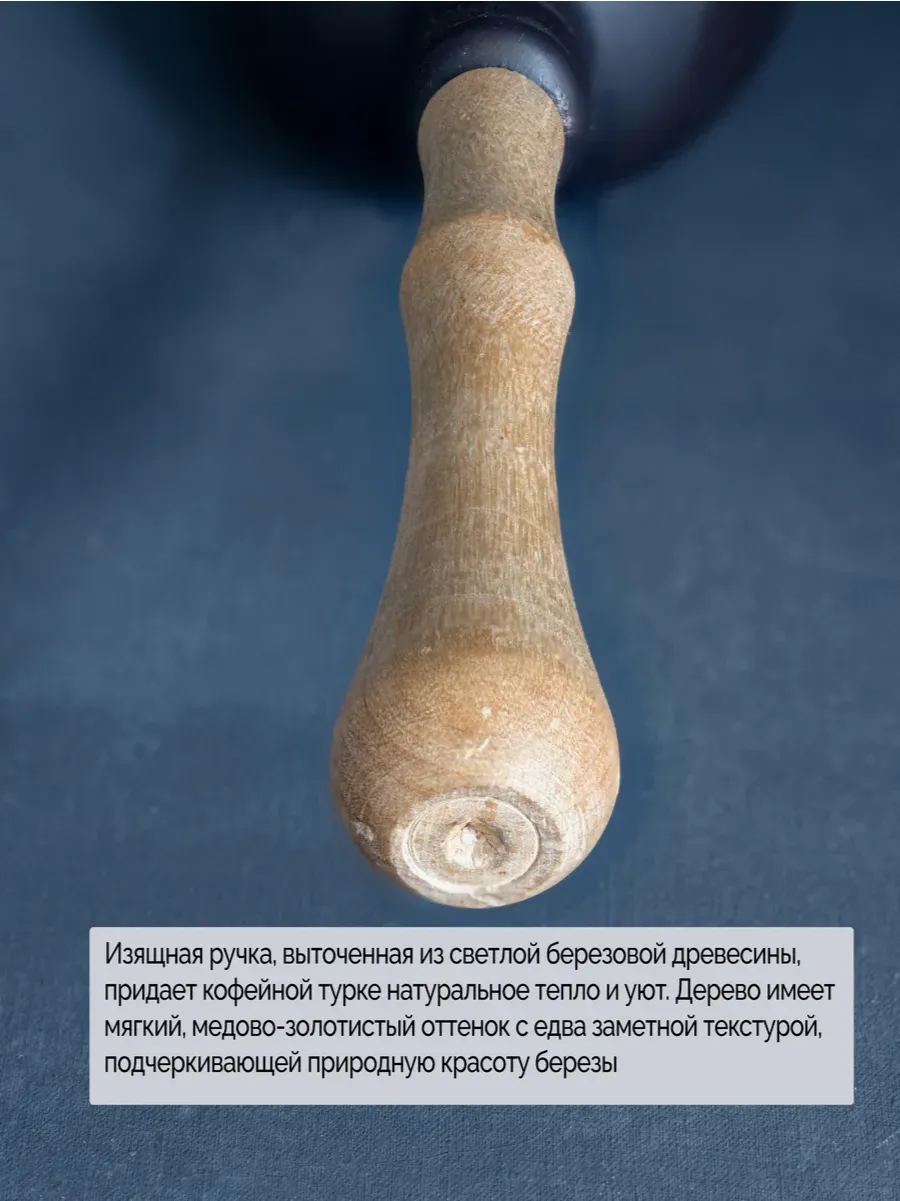 Изящная ручка, выточенная из светлой березовой древесины,
придает кофейной турке натуральное тепло и уют. Дерево имеет
мягкий, медово-золотистый оттенок с едва заметной текстурой,
подчеркивающей природную красоту березы